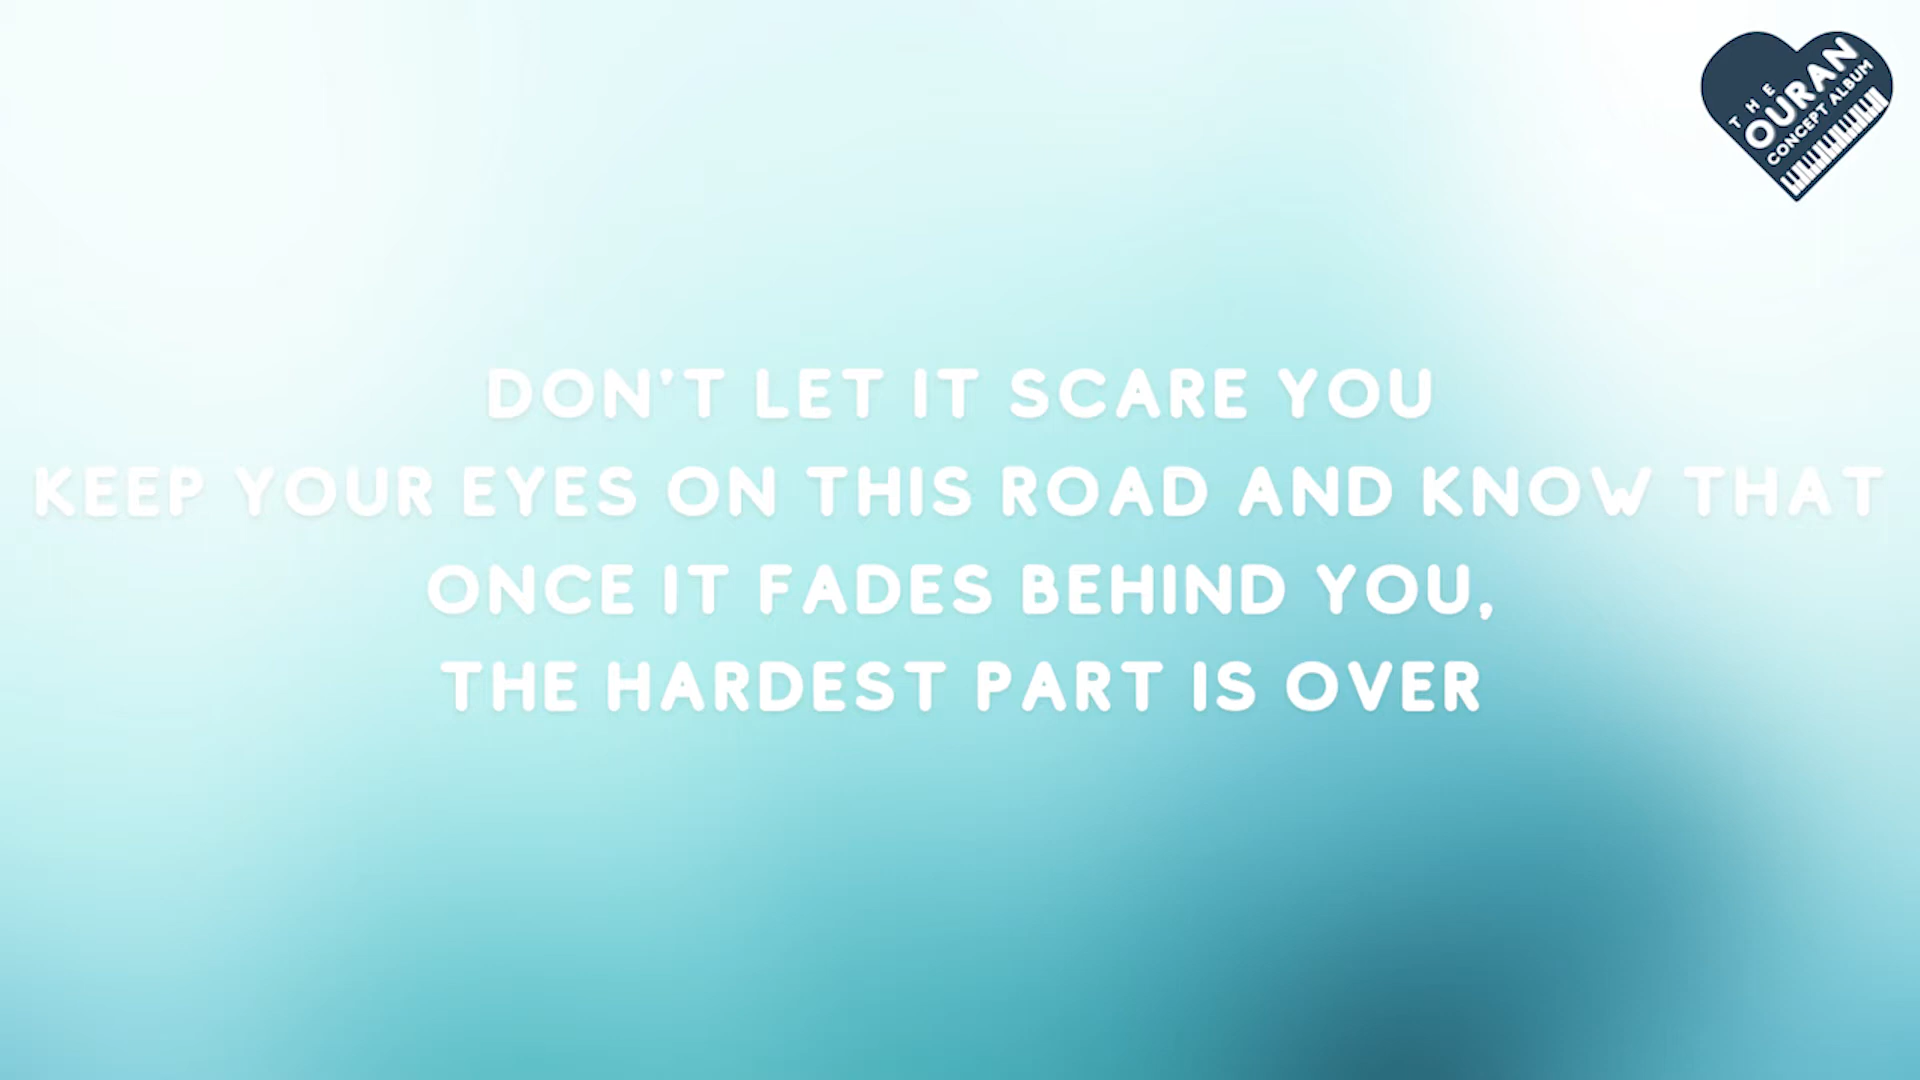 THE
OURAN
CONCEPT ALBUM
DON'T LET IT SCARE YOU
KEEP YOUR EYES ON THIS ROAD AND KNOW THAT
ONCE IT FADES BEHIND YOU,
THE HARDEST PART IS OVER